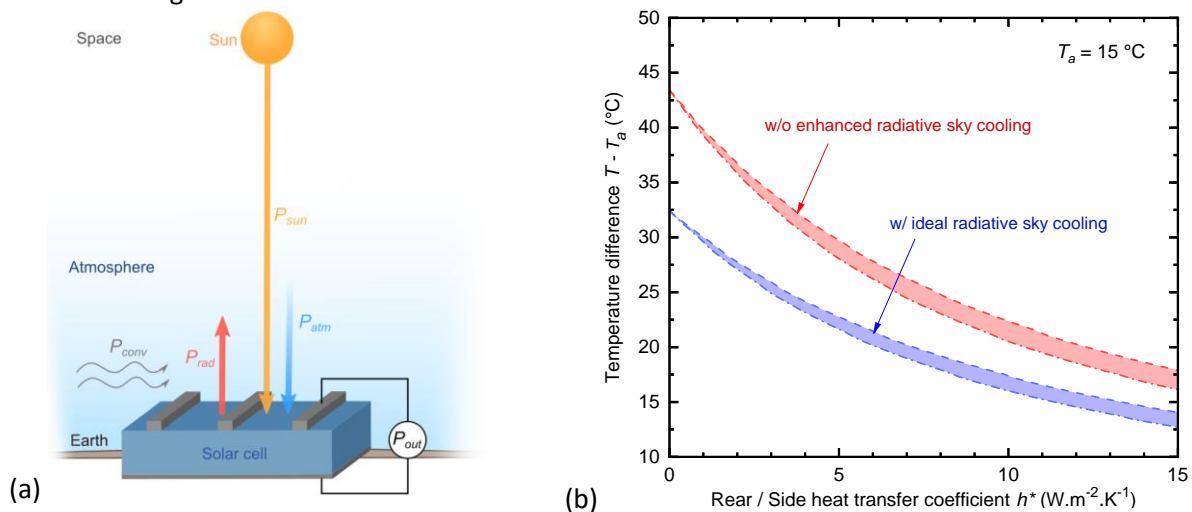 Space
Sun
P_sun
Atmosphere
P_atm
P_conv
P_rad
Earth
P_out
Solar cell
(a)
50
45
40
35
30
25
20
15
10
Temperature difference T - T_a (°C)
T_a = 15 °C
w/o enhanced radiative sky cooling
w/ ideal radiative sky cooling
0 5 10 15
Rear / Side heat transfer coefficient h* (W.m⁻².K⁻¹)
(b)